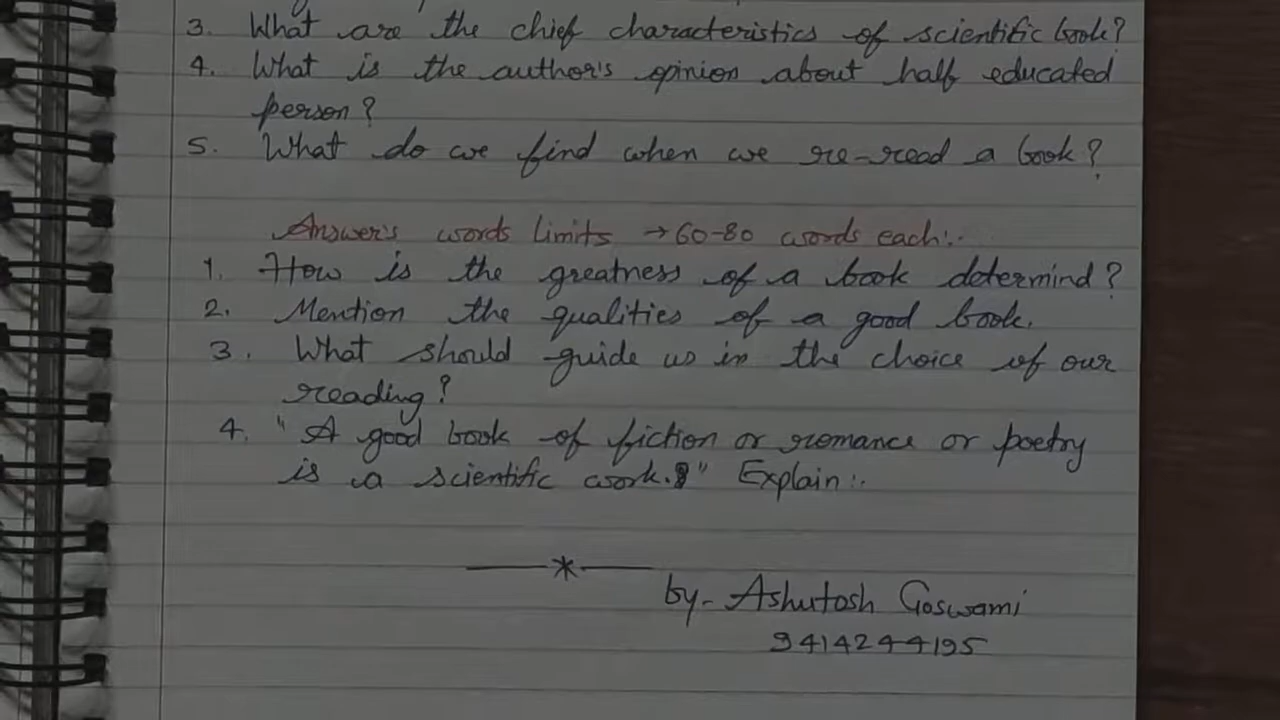 3. What are the chief characteristics of scientific book?
4. What is the author's opinion about half educated
person?
5. What do we find when we re-read a book?
Answer's words limits → 60-80 words each:.
1. How is the greatness of a book determind?
2. Mention the qualities of a good book.
3. What should guide us in the choice of our
reading?
4. "A good book of fiction or romance or poetry
is a scientific work." Explain:.
by- Ashutosh Goswami
9414244195